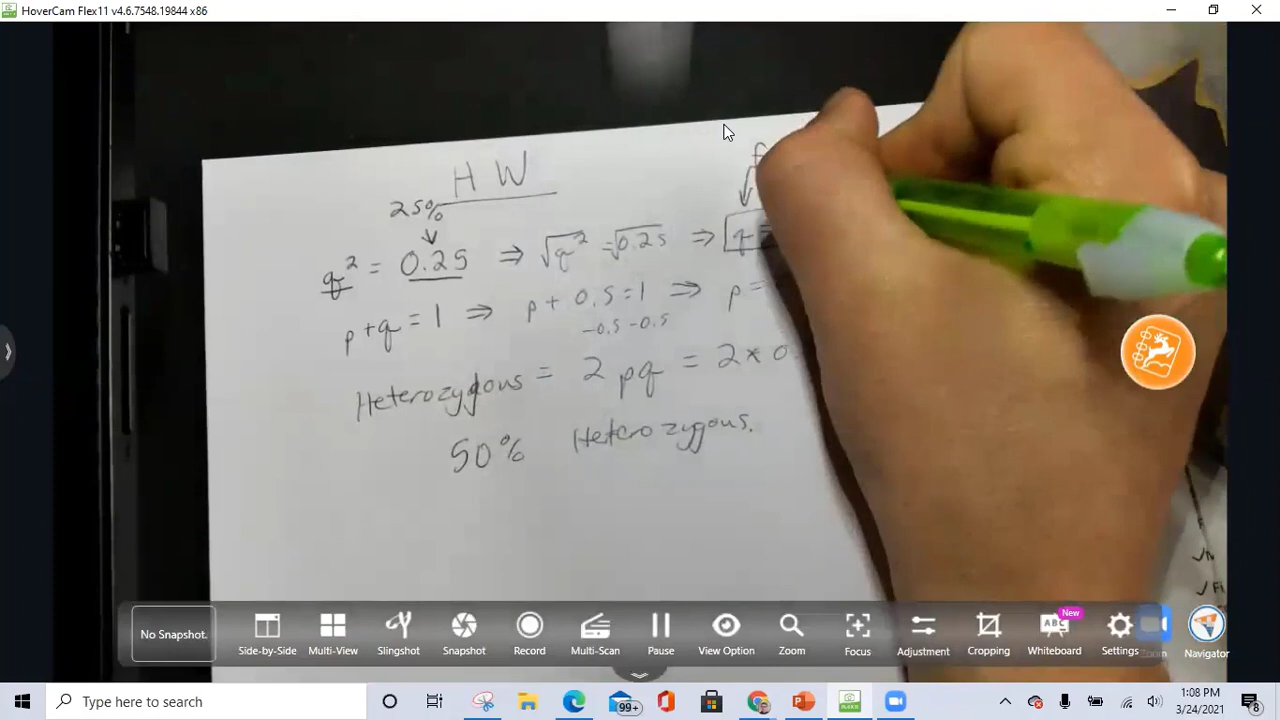 HoverCam Flex11 v4.6.7548.19844 x86
HW
25%
q² = 0.25 ⇒ √q² = √0.25 ⇒ q =
p+q = 1 ⇒ p + 0.5 = 1 ⇒ p =
-0.5 -0.5
Heterozygous = 2pq = 2 * 0.
50% Heterozygous.
No Snapshot.
Side-by-Side
Multi-View
Slingshot
Snapshot
Record
Multi-Scan
Pause
View Option
Zoom
Focus
Adjustment
Cropping
New
ABC
Whiteboard
Settings
Zoom
Navigator
Type here to search
99+
1:08 PM
3/24/2021
8